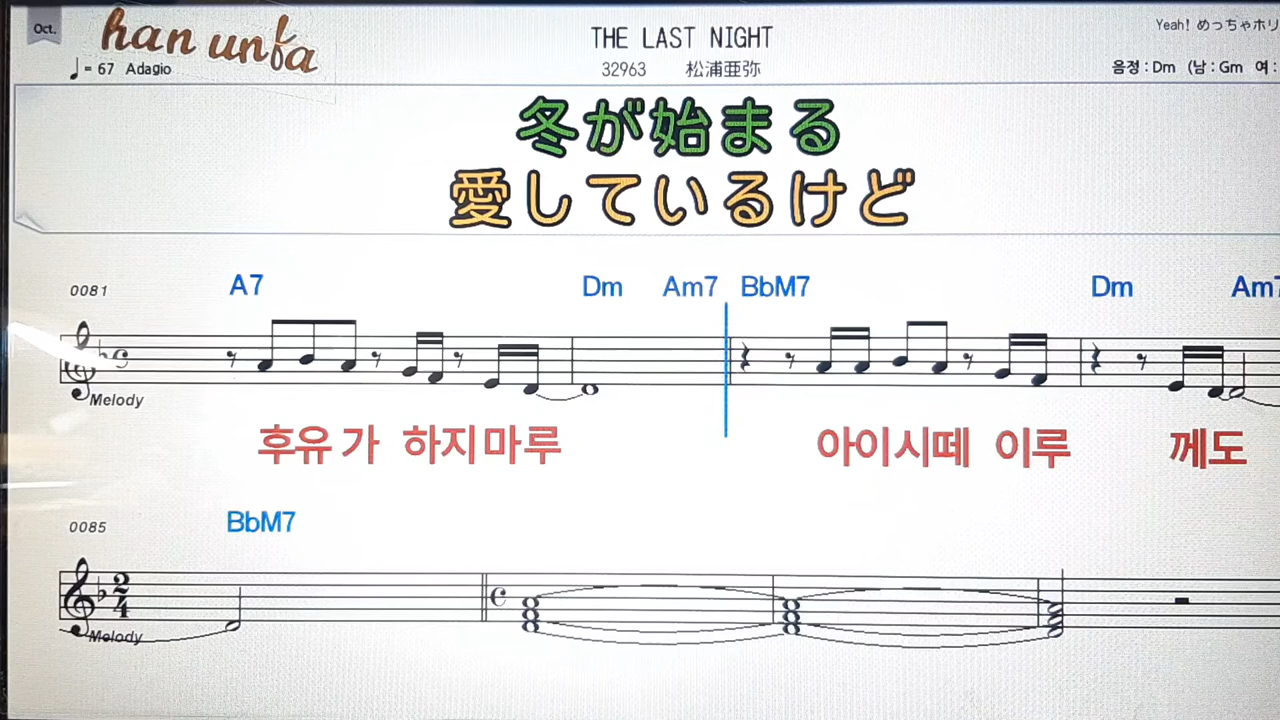 Oct.
han unfa
THE LAST NIGHT
Yeah! めっちゃホリ
♩= 67 Adagio
32963 松浦亜弥
음정 : Dm (남 : Gm 여 :
冬が始まる
愛しているけど
0081 A7 Dm Am7 BbM7 Dm Am7
Melody
후유가 하지마루 아이시떼 이루 께도
0085 BbM7
2
4
Melody